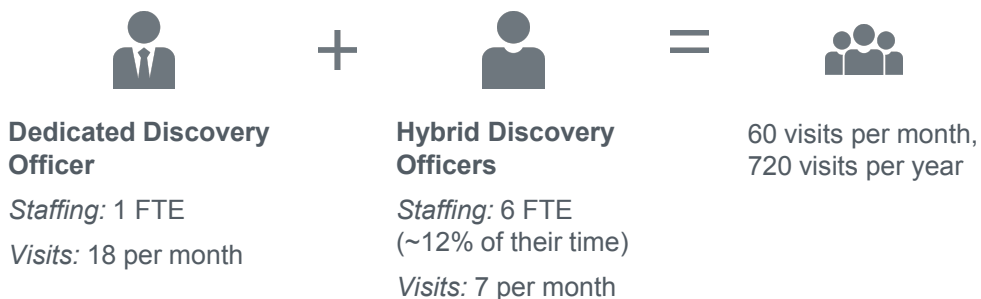 +
=
Dedicated Discovery
Officer
Staffing: 1 FTE
Visits: 18 per month
Hybrid Discovery
Officers
Staffing: 6 FTE
(~12% of their time)
Visits: 7 per month
60 visits per month,
720 visits per year